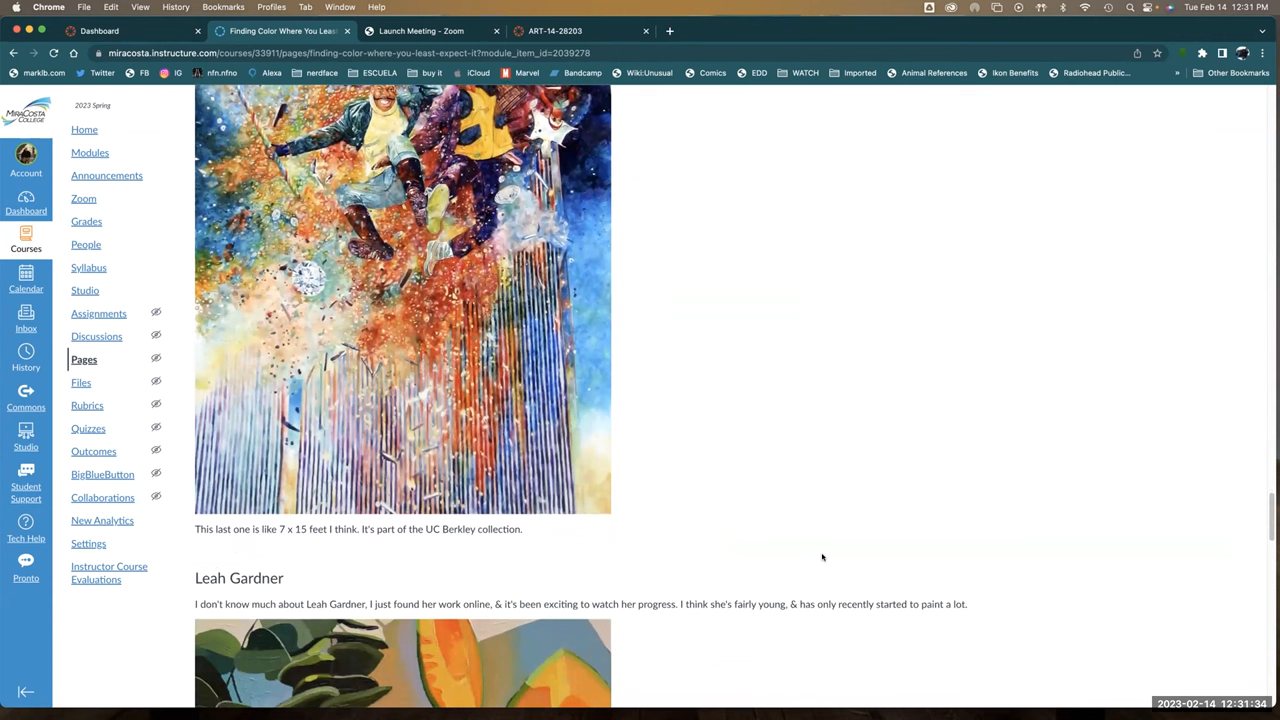 Chrome File Edit View History Bookmarks Profiles Tab Window Help Tue Feb 14 12:31 PM
Dashboard Finding Color Where You Least Launch Meeting - Zoom ART-14-28203
miracosta.instructure.com/courses/33911/pages/finding-color-where-you-least-expect-it?module_item_id=2039278
marklb.com Twitter FB IG nfn.nfno Alexa nerdface ESCUELA buy it iCloud Marvel Bandcamp Wiki:Unusual Comics EDD WATCH Imported Animal References Ikon Benefits Radiohead Public... » Other Bookmarks
MIRACOSTA
COLLEGE
Account
Dashboard
Courses
Calendar
Inbox
History
Commons
Studio
Student
Support
Tech Help
Pronto
2023 Spring
Home
Modules
Announcements
Zoom
Grades
People
Syllabus
Studio
Assignments
Discussions
Pages
Files
Rubrics
Quizzes
Outcomes
BigBlueButton
Collaborations
New Analytics
Settings
Instructor Course
Evaluations
This last one is like 7 x 15 feet I think. It's part of the UC Berkley collection.
Leah Gardner
I don't know much about Leah Gardner, I just found her work online, & it's been exciting to watch her progress. I think she's fairly young, & has only recently started to paint a lot.
2023-02-14 12:31:34